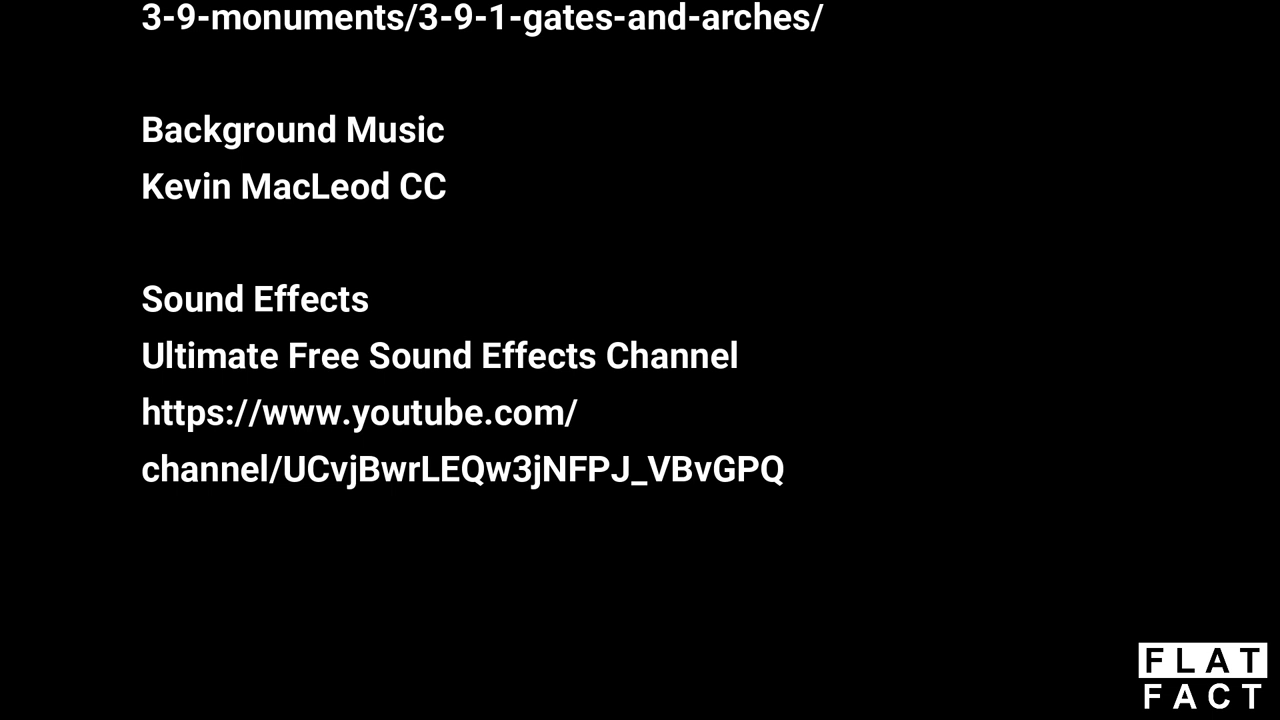 3-9-monuments/3-9-1-gates-and-arches/
Background Music
Kevin MacLeod CC
Sound Effects
Ultimate Free Sound Effects Channel
https://www.youtube.com/
channel/UCvjBwrLEQw3jNFPJ_VBvGPQ
FLAT
FACT